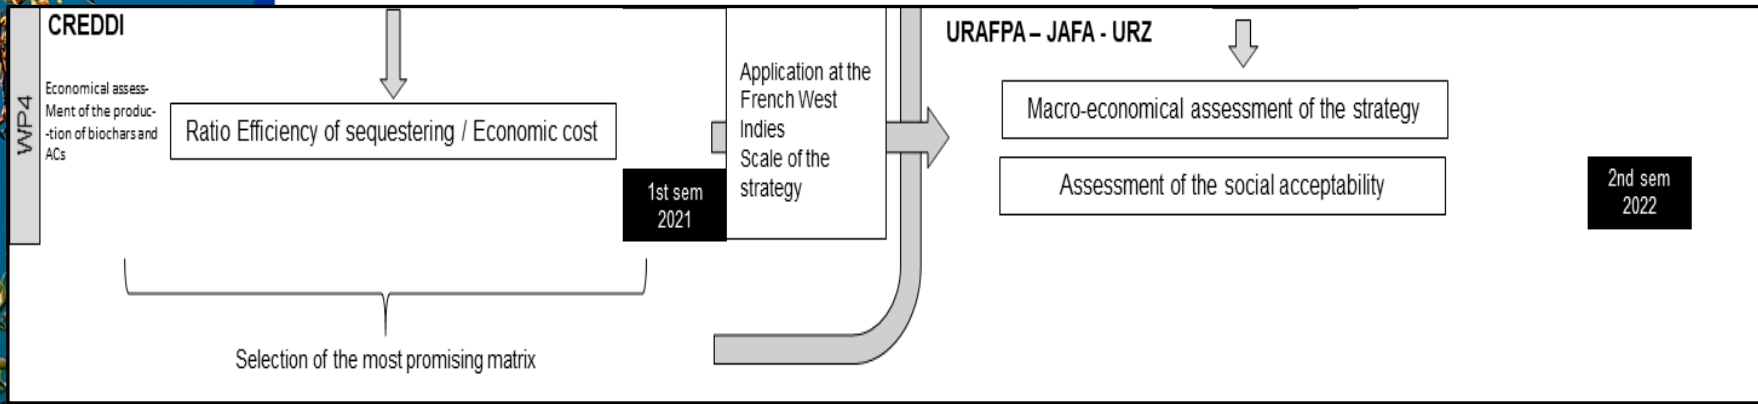 WP4
CREDDI
Economical assess-
Ment of the produc-
-tion of biochars and
ACs
Ratio Efficiency of sequestering / Economic cost
1st sem
2021
Application at the
French West
Indies
Scale of the
strategy
URAFPA – JAFA - URZ
Macro-economical assessment of the strategy
Assessment of the social acceptability
2nd sem
2022
Selection of the most promising matrix